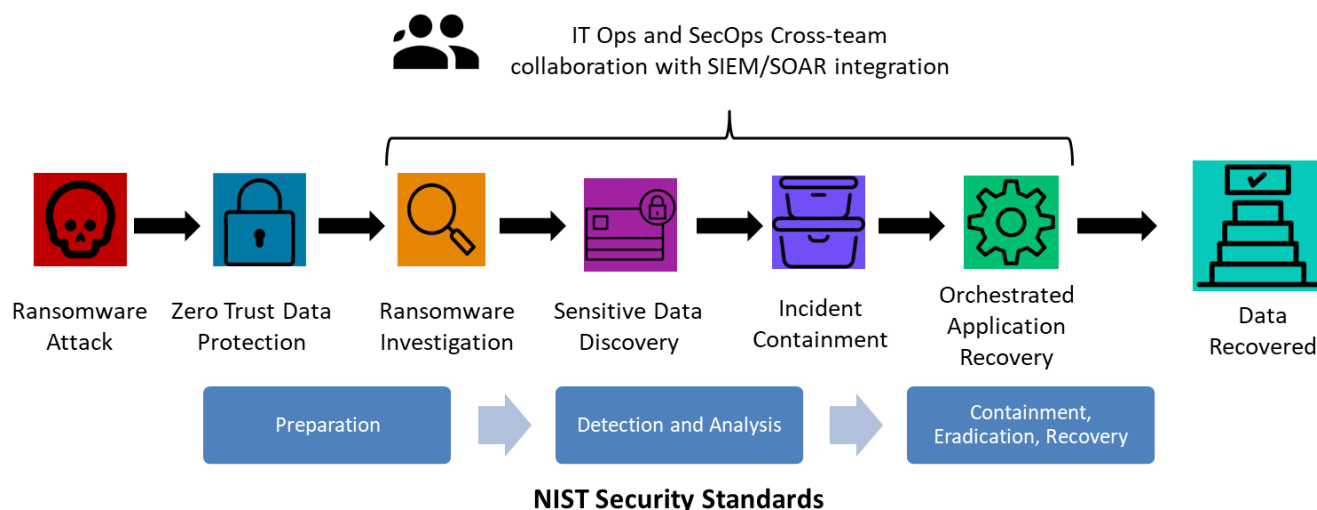 IT Ops and SecOps Cross-team
collaboration with SIEM/SOAR integration
Ransomware
Attack
Zero Trust Data
Protection
Ransomware
Investigation
Sensitive Data
Discovery
Incident
Containment
Orchestrated
Application
Recovery
Data
Recovered
Preparation
Detection and Analysis
Containment,
Eradication, Recovery
NIST Security Standards